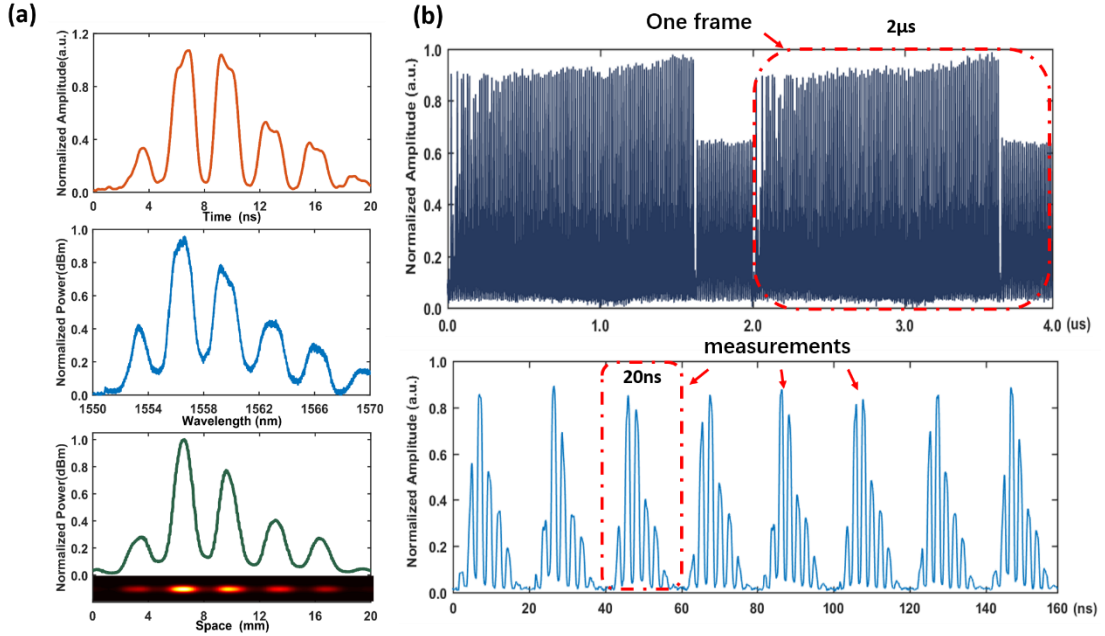 (a)
Normalized Amplitude(a.u.)
1.2
0.8
0.4
0.0
0 4 8 12 16 20
Time (ns)
Normalized Power(dBm)
1.0
0.8
0.6
0.4
0.2
0.0
1550 1554 1558 1562 1566 1570
Wavelength (nm)
Normalized Power(dBm)
1.0
0.8
0.6
0.4
0.2
0.0
0 4 8 12 16 20
Space (mm)
(b)
One frame
2μs
Normalized Amplitude (a.u.)
1.0
0.8
0.6
0.4
0.2
0.0
0.0 1.0 2.0 3.0 4.0 (us)
measurements
20ns
Normalized Amplitude (a.u.)
1.0
0.8
0.6
0.4
0.2
0.0
0 20 40 60 80 100 120 140 160 (ns)